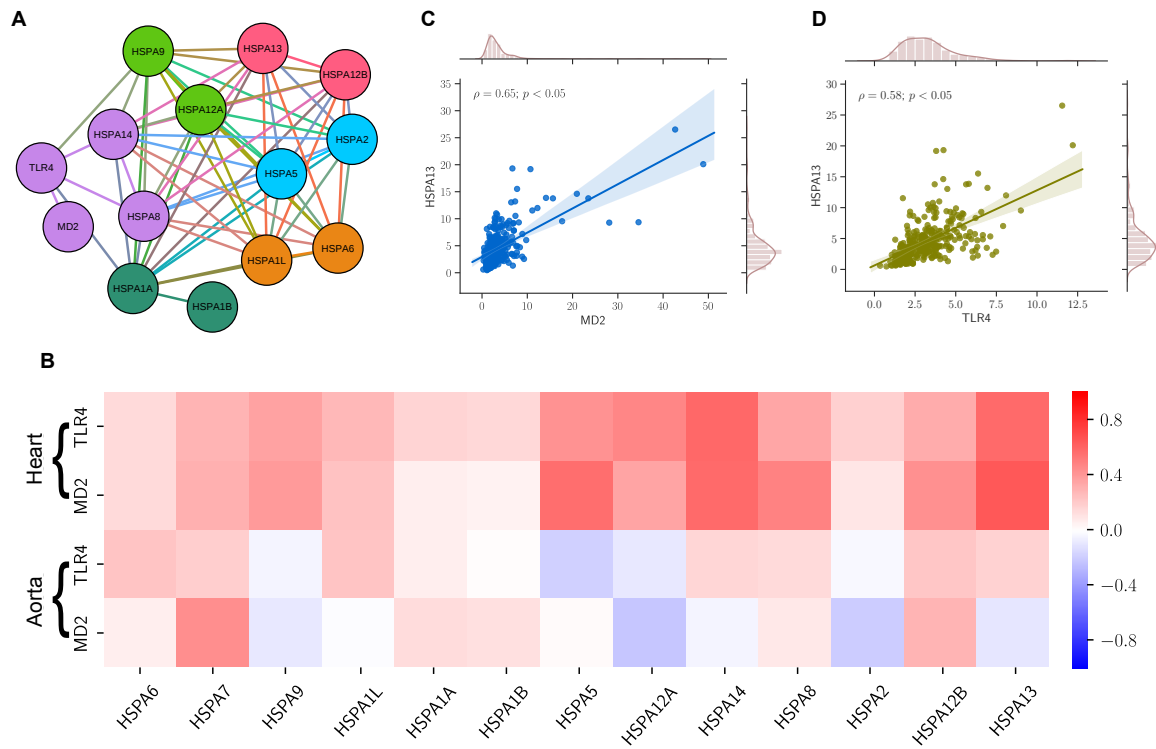 A
HSPA9
HSPA13
HSPA12B
HSPA12A
HSPA14
HSPA2
TLR4
HSPA5
MD2
HSPA8
HSPA6
HSPA1L
HSPA1A
HSPA1B
C
ρ = 0.65; p < 0.05
HSPA13
35
30
25
20
15
10
5
0
0 10 20 30 40 50
MD2
D
ρ = 0.58; p < 0.05
HSPA13
30
25
20
15
10
5
0
0.0 2.5 5.0 7.5 10.0 12.5
TLR4
B
Heart
TLR4
MD2
Aorta
TLR4
MD2
HSPA6 HSPA7 HSPA9 HSPA1L HSPA1A HSPA1B HSPA5 HSPA12A HSPA14 HSPA8 HSPA2 HSPA12B HSPA13
0.8
0.4
0.0
−0.4
−0.8